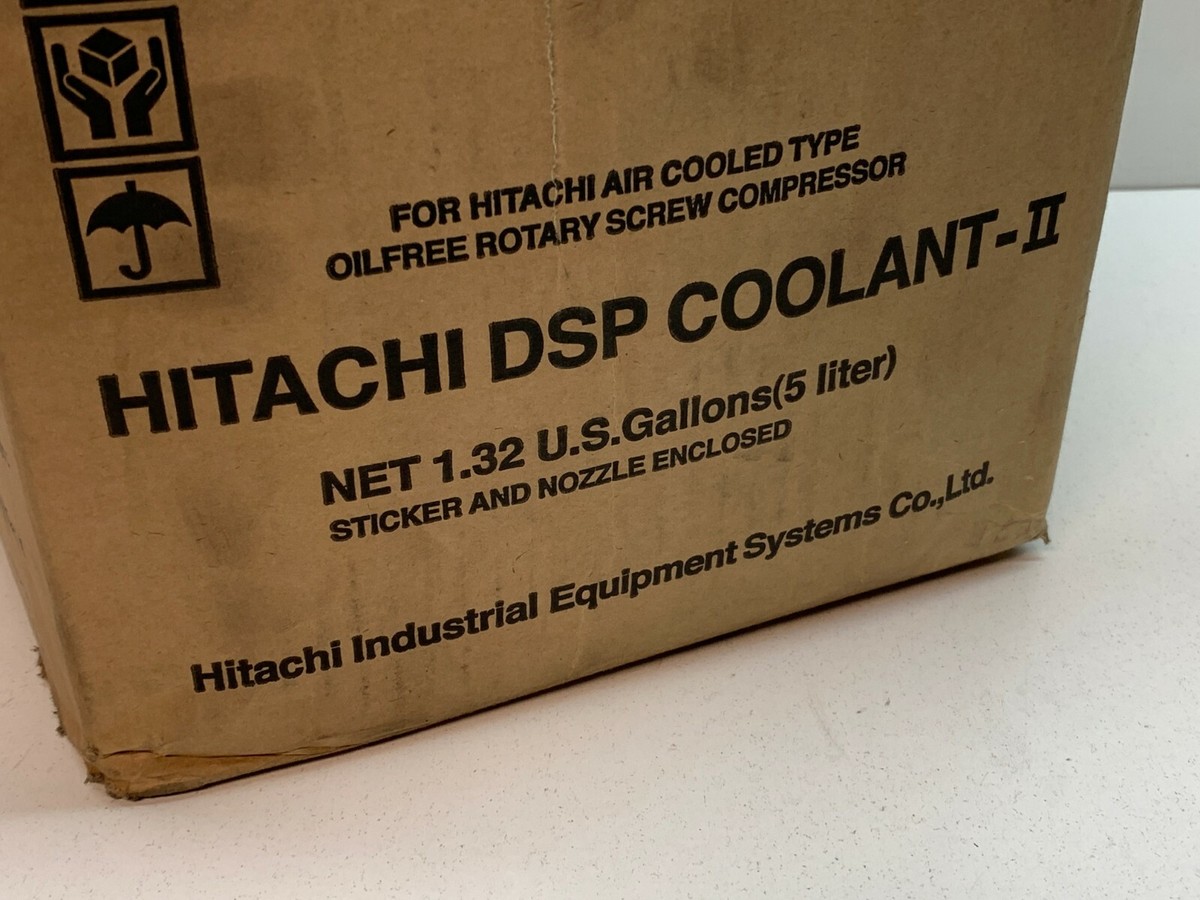 FOR HITACHI AIR COOLED TYPE
OILFREE ROTARY SCREW COMPRESSOR
HITACHI DSP COOLANT-II
NET 1.32 U.S.Gallons(5 liter)
STICKER AND NOZZLE ENCLOSED
Hitachi Industrial Equipment Systems Co.,Ltd.